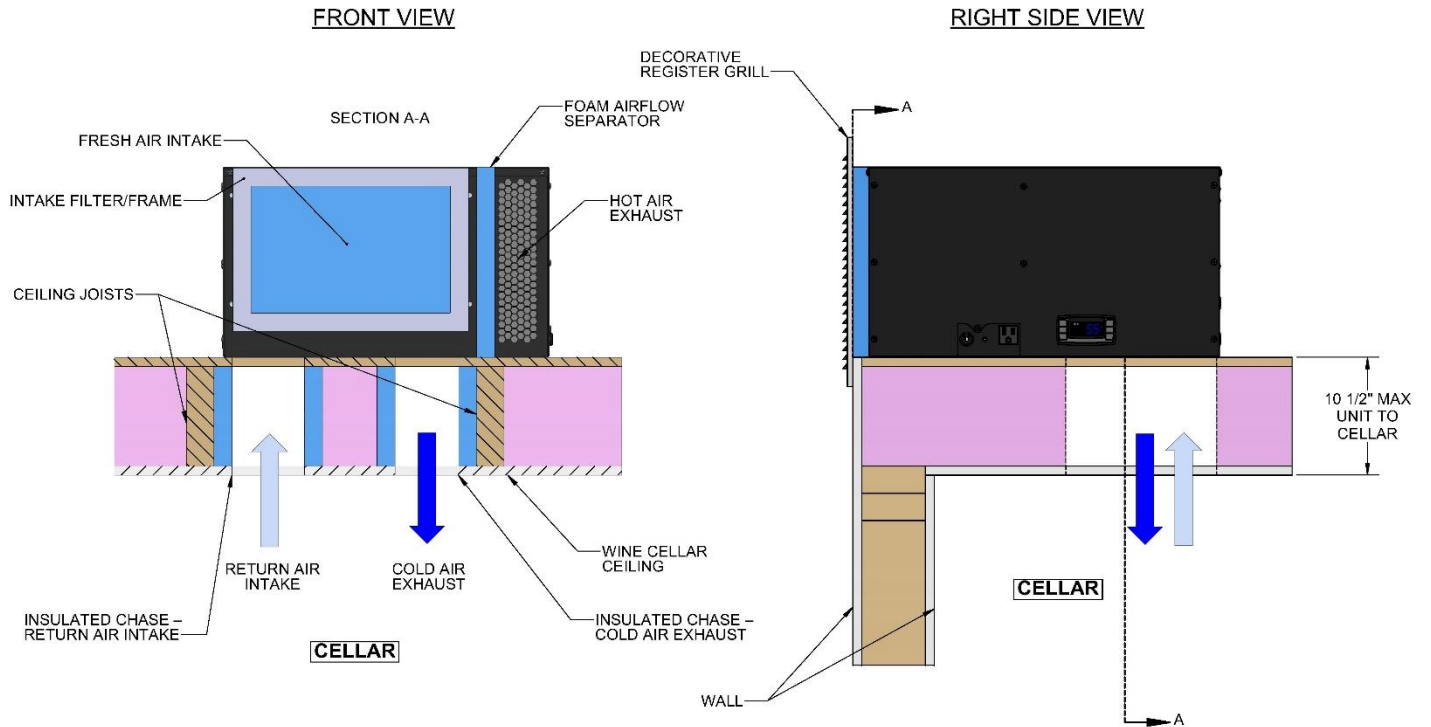 FRONT VIEW
RIGHT SIDE VIEW
DECORATIVE
REGISTER GRILL
A
SECTION A-A
FOAM AIRFLOW
SEPARATOR
FRESH AIR INTAKE
INTAKE FILTER/FRAME
HOT AIR
EXHAUST
CEILING JOISTS
55
10 1/2" MAX
UNIT TO
CELLAR
RETURN AIR
INTAKE
COLD AIR
EXHAUST
WINE CELLAR
CEILING
INSULATED CHASE –
RETURN AIR INTAKE
INSULATED CHASE –
COLD AIR EXHAUST
CELLAR
CELLAR
WALL
A